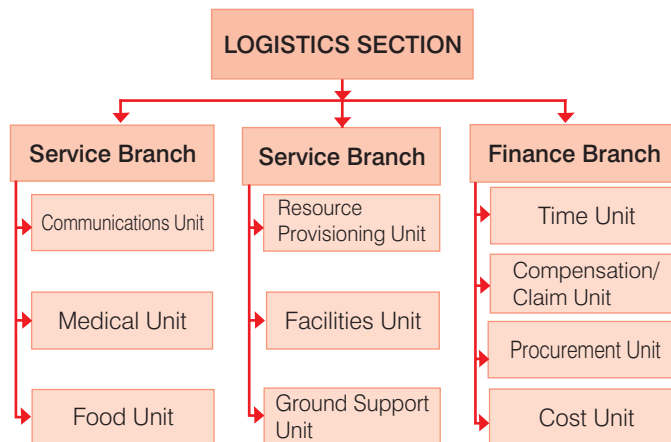 LOGISTICS SECTION
Service Branch
Communications Unit
Medical Unit
Food Unit
Service Branch
Resource
Provisioning Unit
Facilities Unit
Ground Support
Unit
Finance Branch
Time Unit
Compensation/
Claim Unit
Procurement Unit
Cost Unit